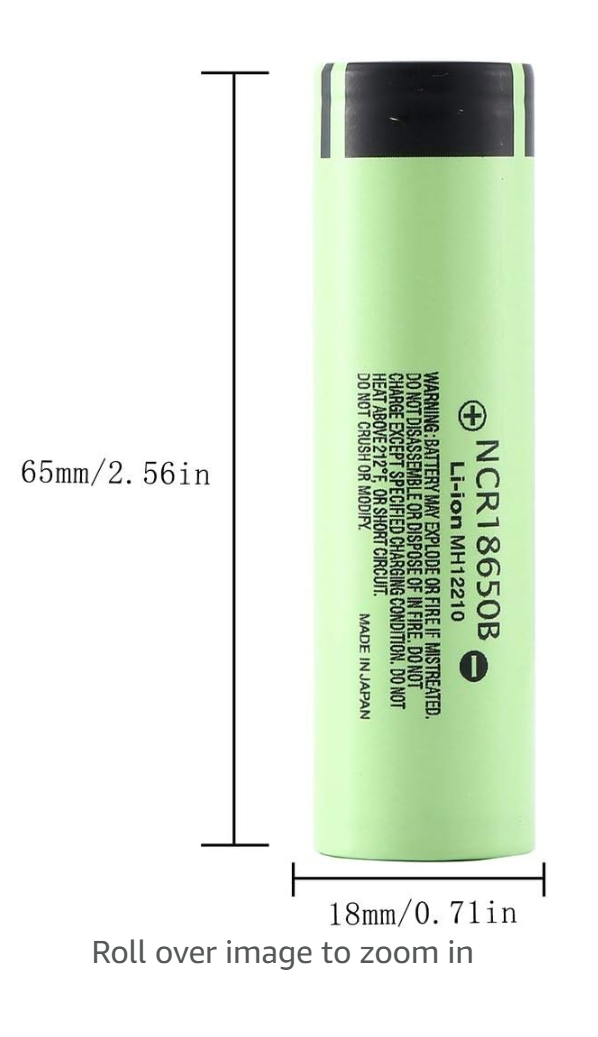 65mm/2.56in
⊕ NCR18650B ⊖
Li-ion MH12210
WARNING: BATTERY MAY EXPLODE OR FIRE IF MISTREATED.
DO NOT DISASSEMBLE OR DISPOSE OF IN FIRE. DO NOT
CHARGE EXCEPT SPECIFIED CHARGING CONDITION. DO NOT
HEAT ABOVE 212°F, OR SHORT CIRCUIT.
DO NOT CRUSH OR MODIFY. MADE IN JAPAN
18mm/0.71in
Roll over image to zoom in